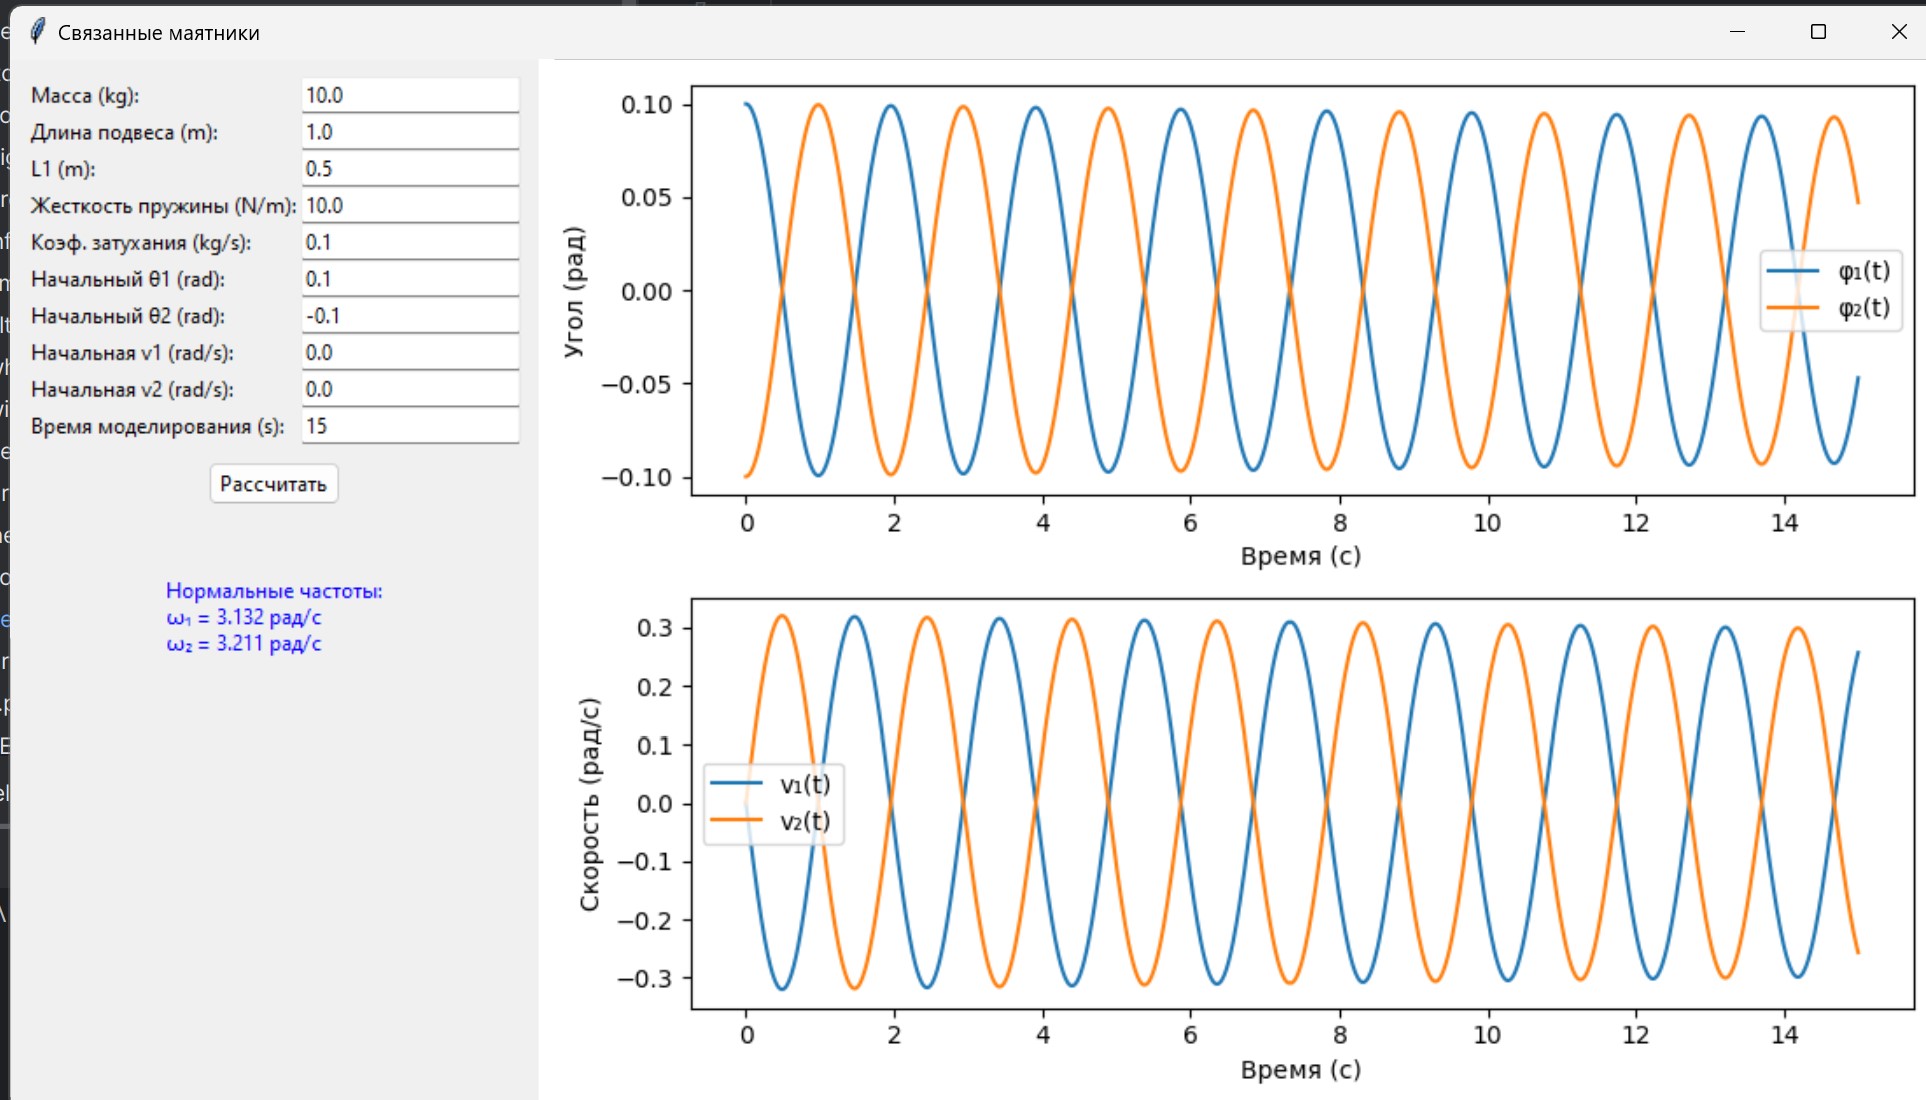 Связанные маятники
Масса (kg): 10.0
Длина подвеса (m): 1.0
L1 (m): 0.5
Жесткость пружины (N/m): 10.0
Коэф. затухания (kg/s): 0.1
Начальный θ1 (rad): 0.1
Начальный θ2 (rad): -0.1
Начальная v1 (rad/s): 0.0
Начальная v2 (rad/s): 0.0
Время моделирования (s): 15
Рассчитать
Нормальные частоты:
ω₁ = 3.132 рад/с
ω₂ = 3.211 рад/с
Угол (рад)
0.10
0.05
0.00
−0.05
−0.10
φ₁(t)
φ₂(t)
0 2 4 6 8 10 12 14
Время (с)
Скорость (рад/с)
0.3
0.2
0.1
0.0
−0.1
−0.2
−0.3
v₁(t)
v₂(t)
0 2 4 6 8 10 12 14
Время (с)